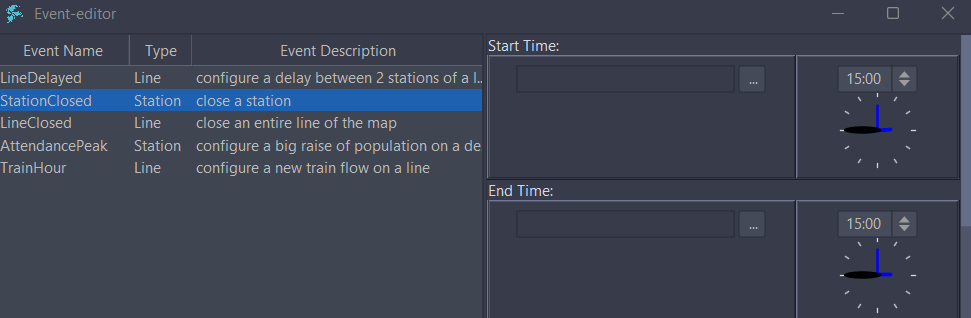 Event-editor
Event Name Type Event Description
LineDelayed Line configure a delay between 2 stations of a l...
StationClosed Station close a station
LineClosed Line close an entire line of the map
AttendancePeak Station configure a big raise of population on a de...
TrainHour Line configure a new train flow on a line
Start Time:
... 15:00
End Time:
... 15:00